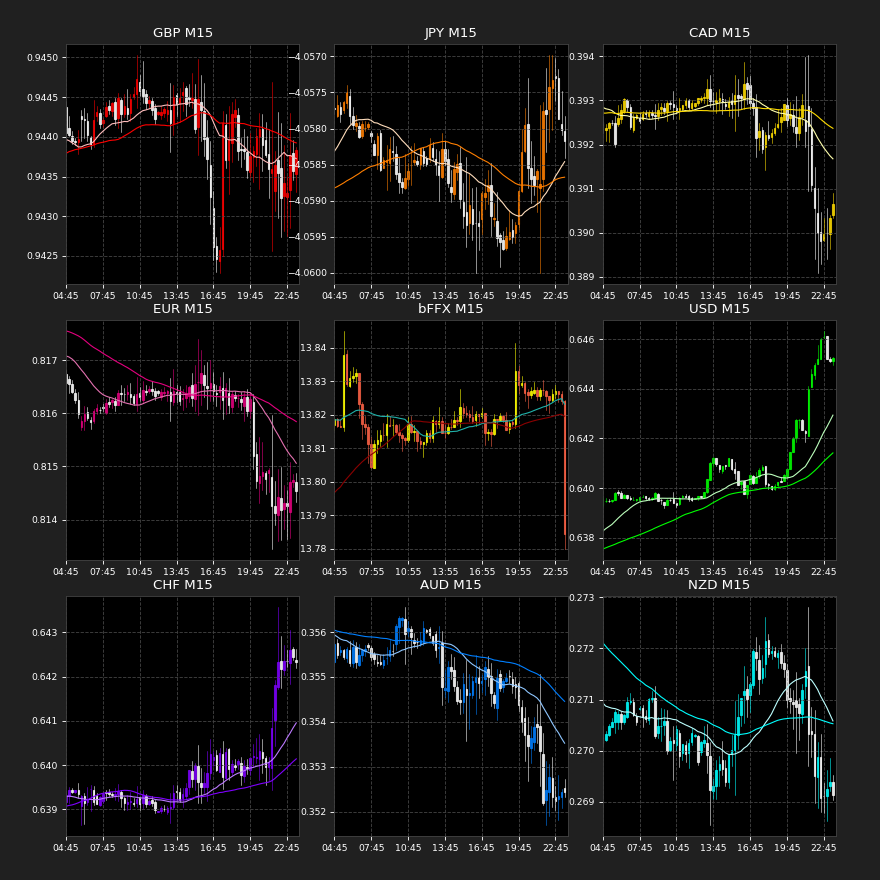 GBP M15
0.9450
0.9445
0.9440
0.9435
0.9430
0.9425
04:45 07:45 10:45 13:45 16:45 19:45 22:45
JPY M15
−4.0570
−4.0575
−4.0580
−4.0585
−4.0590
−4.0595
−4.0600
04:45 07:45 10:45 13:45 16:45 19:45 22:45
CAD M15
0.394
0.393
0.392
0.391
0.390
0.389
04:45 07:45 10:45 13:45 16:45 19:45 22:45
EUR M15
0.817
0.816
0.815
0.814
04:45 07:45 10:45 13:45 16:45 19:45 22:45
bFFX M15
13.84
13.83
13.82
13.81
13.80
13.79
13.78
04:55 07:55 10:55 13:55 16:55 19:55 22:55
USD M15
0.646
0.644
0.642
0.640
0.638
04:45 07:45 10:45 13:45 16:45 19:45 22:45
CHF M15
0.643
0.642
0.641
0.640
0.639
04:45 07:45 10:45 13:45 16:45 19:45 22:45
AUD M15
0.356
0.355
0.354
0.353
0.352
04:45 07:45 10:45 13:45 16:45 19:45 22:45
NZD M15
0.273
0.272
0.271
0.270
0.269
04:45 07:45 10:45 13:45 16:45 19:45 22:45